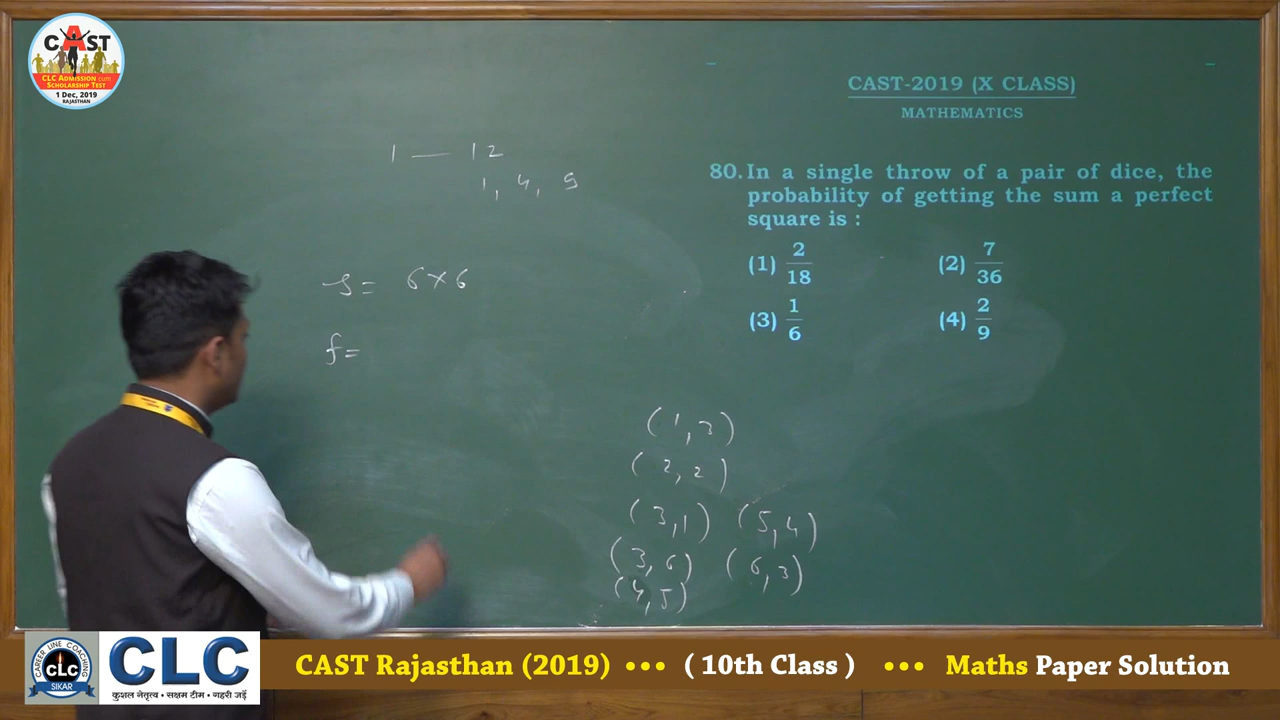 CAST
CLC ADMISSION cum
SCHOLARSHIP TEST
1 Dec, 2019
RAJASTHAN
CAST-2019 (X CLASS)
MATHEMATICS
80. In a single throw of a pair of dice, the
probability of getting the sum a perfect
square is :
(1) 2/18 (2) 7/36
(3) 1/6 (4) 2/9
1 — 12
1, 4, 9
S = 6×6
f =
(1,3)
(2,2)
(3,1) (5,4)
(3,6) (6,3)
(4,5)
CAREER LINE COACHING
CLC
SIKAR
CLC
कुशल नेतृत्व • सक्षम टीम • गहरी जड़ें
CAST Rajasthan (2019) ••• ( 10th Class ) ••• Maths Paper Solution